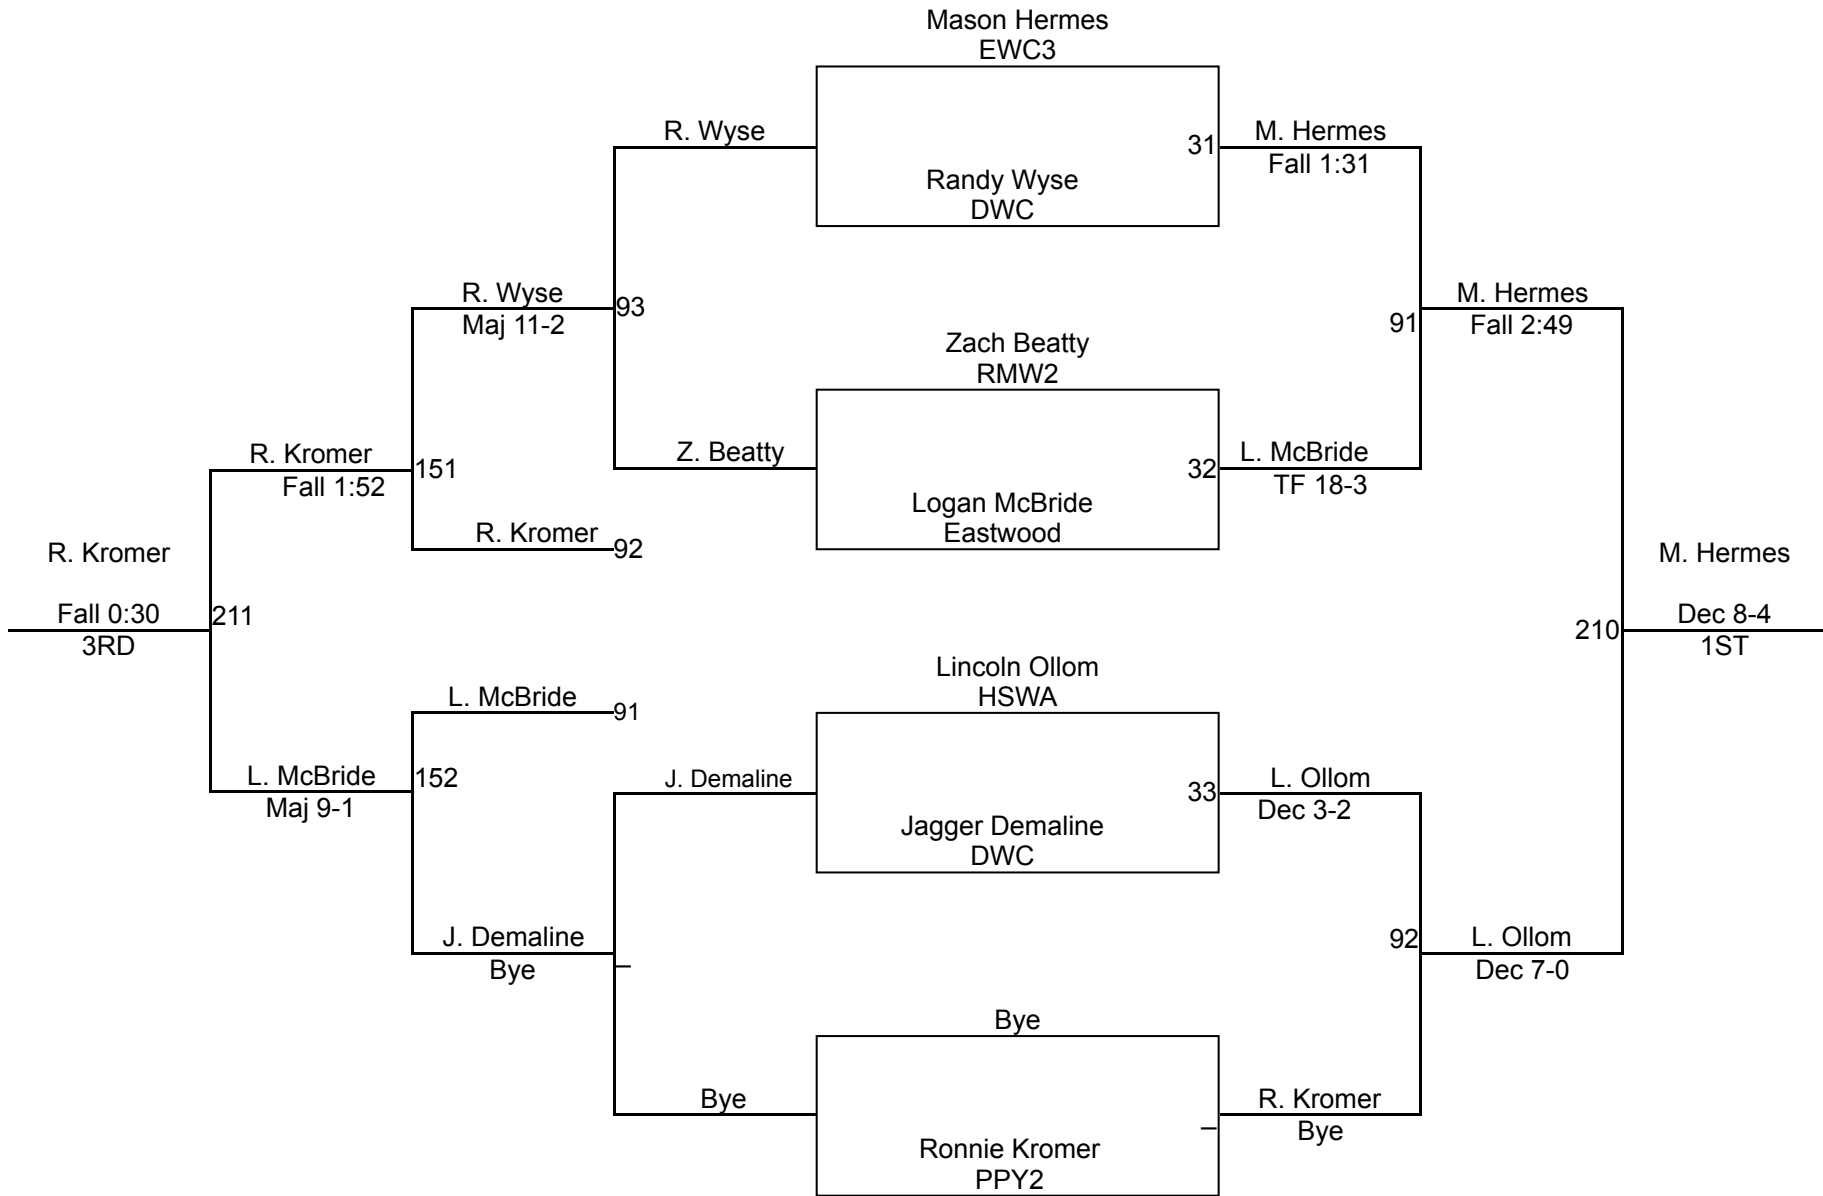 Mason Hermes
EWC3
R. Wyse
31
M. Hermes
Fall 1:31
Randy Wyse
DWC
R. Wyse
Maj 11-2
93
M. Hermes
Fall 2:49
91
Zach Beatty
RMW2
R. Kromer
Fall 1:52
151
Z. Beatty
32
L. McBride
TF 18-3
Logan McBride
Eastwood
R. Kromer
92
R. Kromer
Fall 0:30
3RD
211
M. Hermes
Dec 8-4
1ST
210
Lincoln Ollom
HSWA
L. McBride
91
L. McBride
Maj 9-1
152
J. Demaline
33
L. Ollom
Dec 3-2
Jagger Demaline
DWC
J. Demaline
Bye
92
L. Ollom
Dec 7-0
Bye
Bye
R. Kromer
Bye
Ronnie Kromer
PPY2